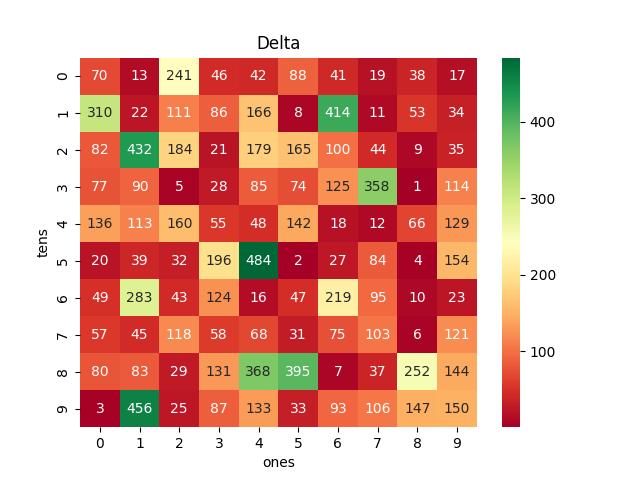 Delta
0 70 13 241 46 42 88 41 19 38 17
1 310 22 111 86 166 8 414 11 53 34
2 82 432 184 21 179 165 100 44 9 35
3 77 90 5 28 85 74 125 358 1 114
4 136 113 160 55 48 142 18 12 66 129
5 20 39 32 196 484 2 27 84 4 154
6 49 283 43 124 16 47 219 95 10 23
7 57 45 118 58 68 31 75 103 6 121
8 80 83 29 131 368 395 7 37 252 144
9 3 456 25 87 133 33 93 106 147 150
0 1 2 3 4 5 6 7 8 9
ones
tens
400
300
200
100